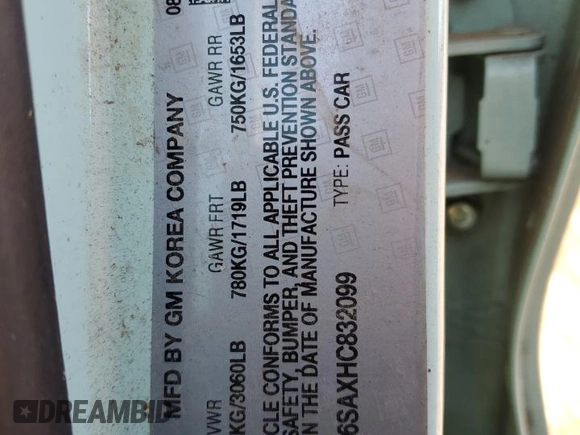 08
MFD BY GM KOREA COMPANY
VWR GAWR FRT GAWR RR
KG/3060LB 780KG/1719LB 750KG/1653LB
CLE CONFORMS TO ALL APPLICABLE U.S. FEDERAL
SAFETY, BUMPER, AND THEFT PREVENTION STANDA
IN THE DATE OF MANUFACTURE SHOWN ABOVE.
6SAXHC832099 TYPE: PASS CAR
DREAMBID